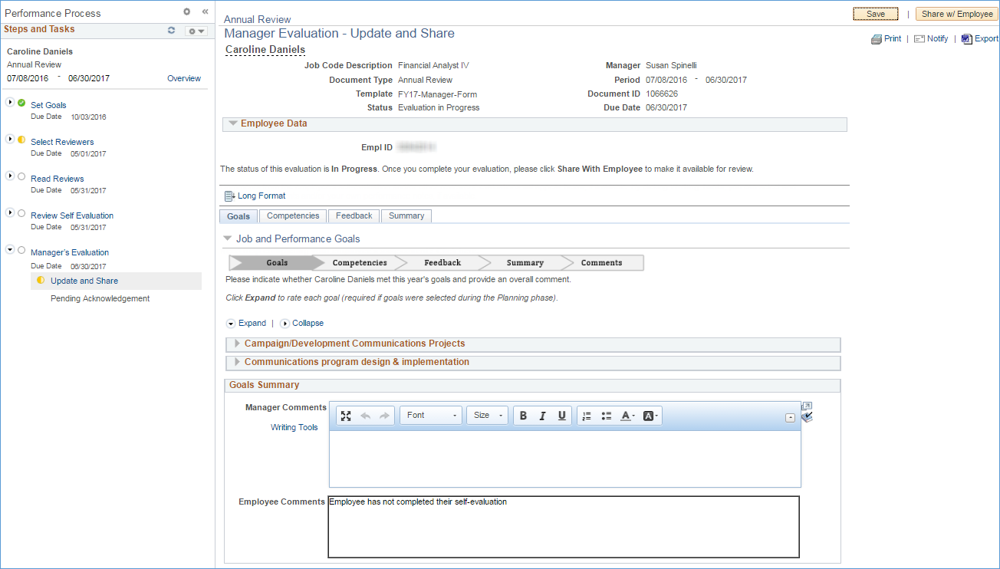 Performance Process
Steps and Tasks
Caroline Daniels
Annual Review
07/08/2016 - 06/30/2017 Overview
Set Goals
Due Date 10/03/2016
Select Reviewers
Due Date 05/01/2017
Read Reviews
Due Date 05/31/2017
Review Self Evaluation
Due Date 05/31/2017
Manager's Evaluation
Due Date 06/30/2017
Update and Share
Pending Acknowledgement
Save | Share w/ Employee
Annual Review
Manager Evaluation - Update and Share
Print | Notify | Export
Caroline Daniels
Job Code Description Financial Analyst IV Manager Susan Spinelli
Document Type Annual Review Period 07/08/2016 - 06/30/2017
Template FY17-Manager-Form Document ID 1066626
Status Evaluation in Progress Due Date 06/30/2017
Employee Data
Empl ID
The status of this evaluation is In Progress. Once you complete your evaluation, please click Share With Employee to make it available for review.
Long Format
Goals Competencies Feedback Summary
Job and Performance Goals
Goals Competencies Feedback Summary Comments
Please indicate whether Caroline Daniels met this year's goals and provide an overall comment.
Click Expand to rate each goal (required if goals were selected during the Planning phase).
Expand | Collapse
Campaign/Development Communications Projects
Communications program design & implementation
Goals Summary
Manager Comments
Font Size B I U A A
Writing Tools
Employee Comments Employee has not completed their self-evaluation